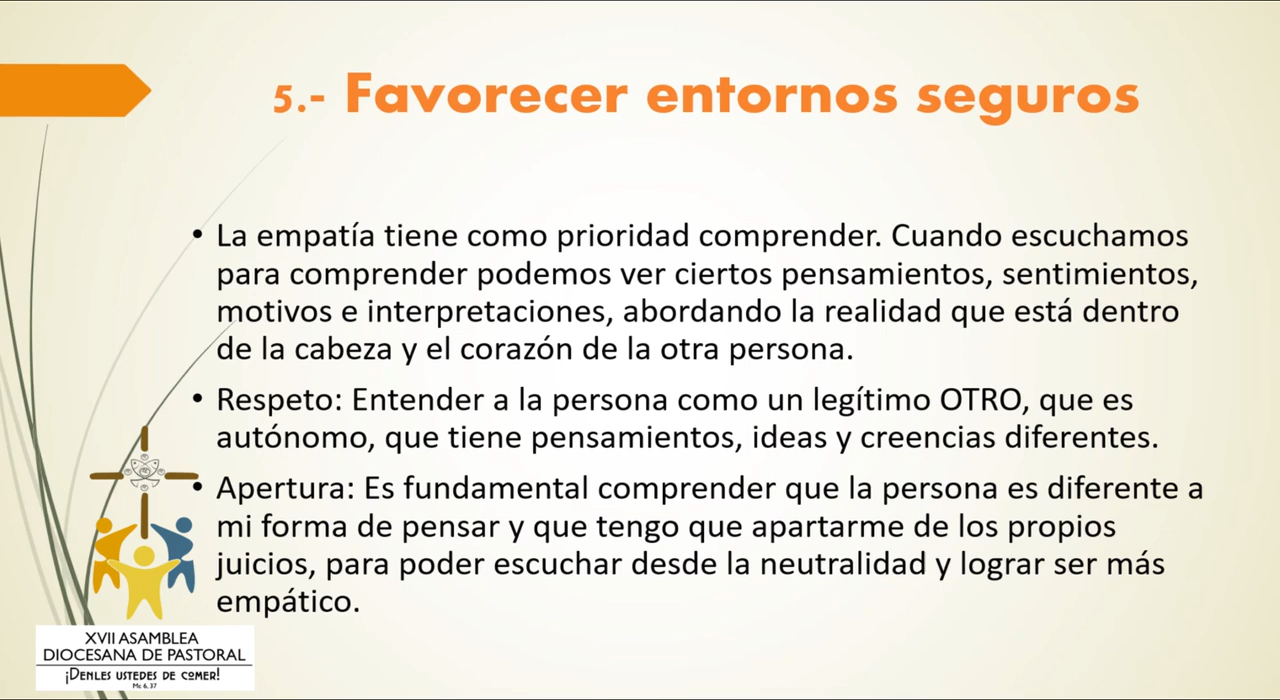 5.- Favorecer entornos seguros
• La empatía tiene como prioridad comprender. Cuando escuchamos
para comprender podemos ver ciertos pensamientos, sentimientos,
motivos e interpretaciones, abordando la realidad que está dentro
de la cabeza y el corazón de la otra persona.
• Respeto: Entender a la persona como un legítimo OTRO, que es
autónomo, que tiene pensamientos, ideas y creencias diferentes.
• Apertura: Es fundamental comprender que la persona es diferente a
mi forma de pensar y que tengo que apartarme de los propios
juicios, para poder escuchar desde la neutralidad y lograr ser más
empático.
XVII ASAMBLEA
DIOCESANA DE PASTORAL
¡DENLES USTEDES DE COMER!
Mc 6, 37